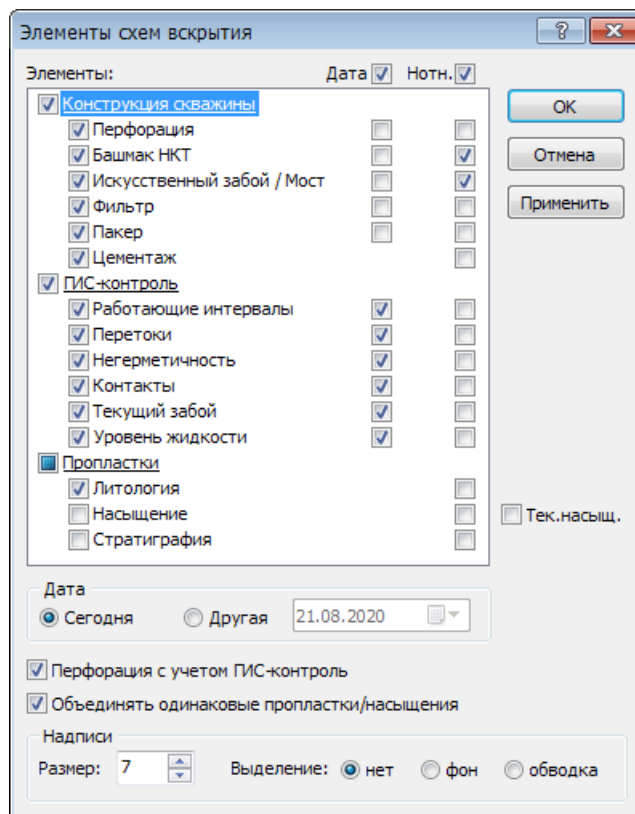 Элементы схем вскрытия
Элементы: Дата Нотн.
Конструкция скважины
Перфорация
Башмак НКТ
Искусственный забой / Мост
Фильтр
Пакер
Цементаж
ГИС-контроль
Работающие интервалы
Перетоки
Негерметичность
Контакты
Текущий забой
Уровень жидкости
Пропластки
Литология
Насыщение
Стратиграфия
ОК
Отмена
Применить
Тек.насыщ.
Дата
Сегодня Другая 21.08.2020
Перфорация с учетом ГИС-контроль
Объединять одинаковые пропластки/насыщения
Надписи
Размер: 7 Выделение: нет фон обводка